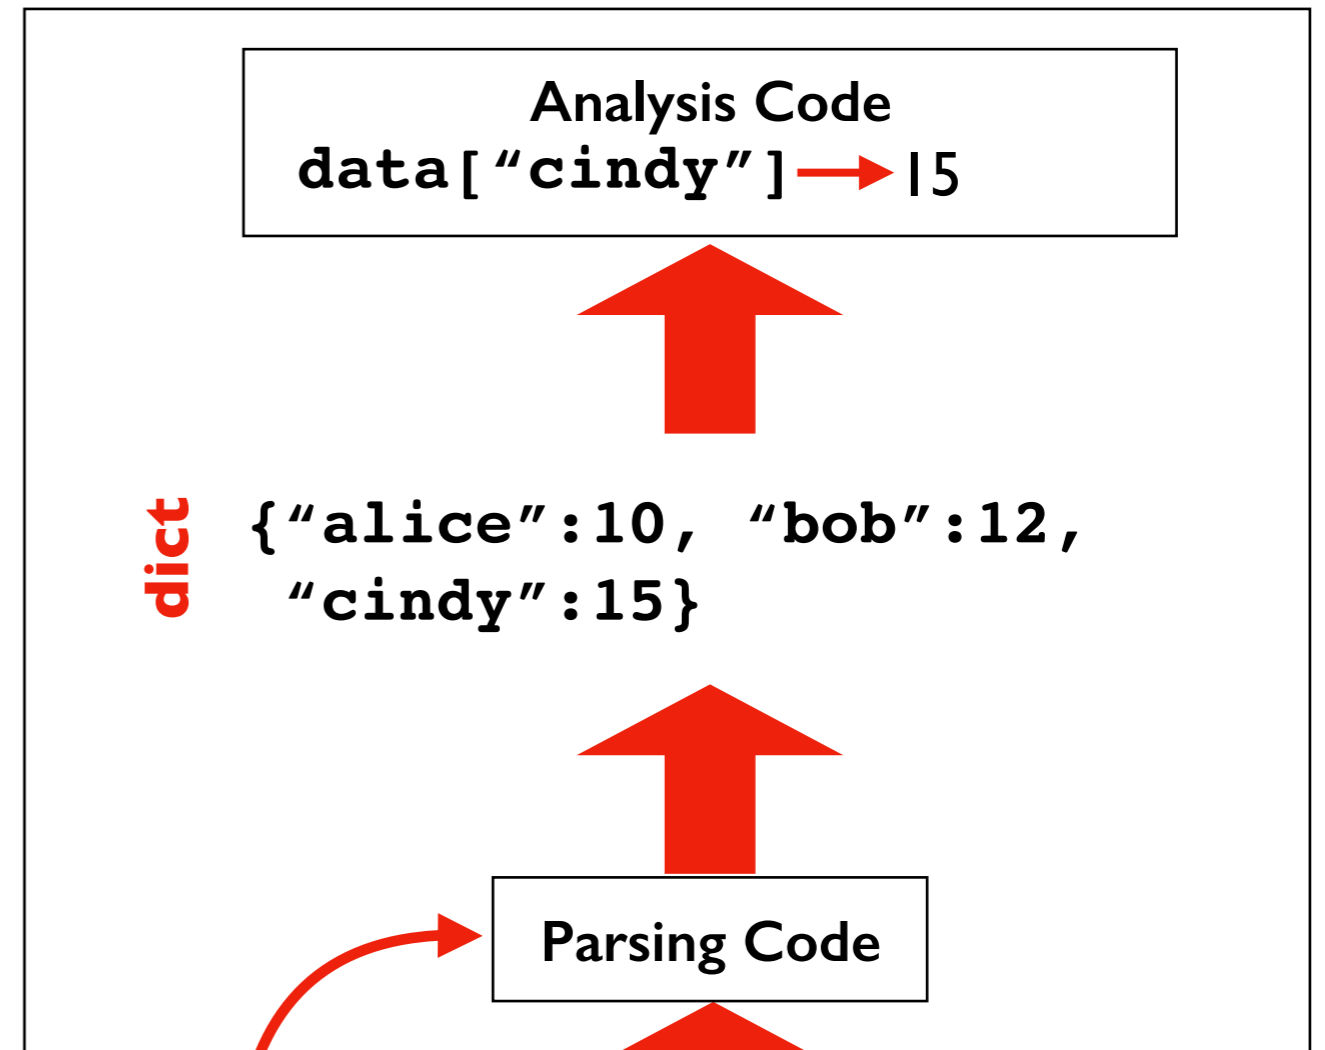 Analysis Code
data[“cindy”] 15
dict
{“alice”:10, “bob”:12,
“cindy”:15}
Parsing Code